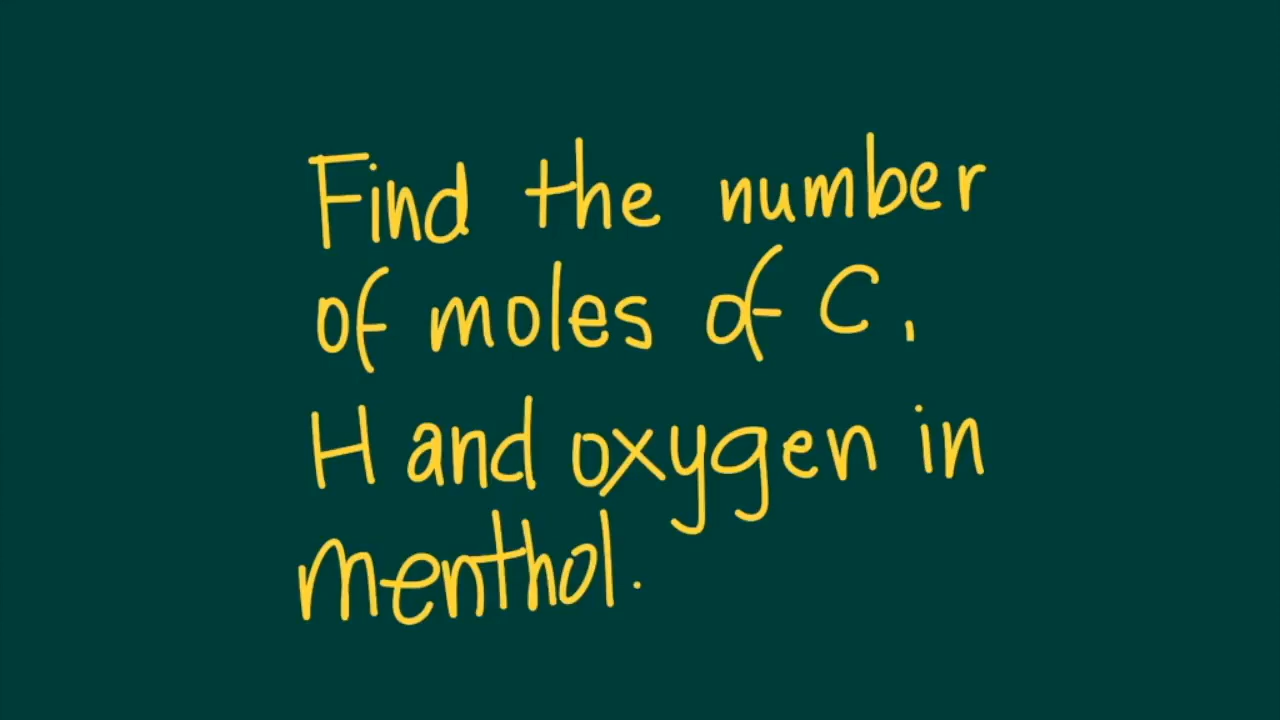 Find the number
of moles of C,
H and oxygen in
menthol.